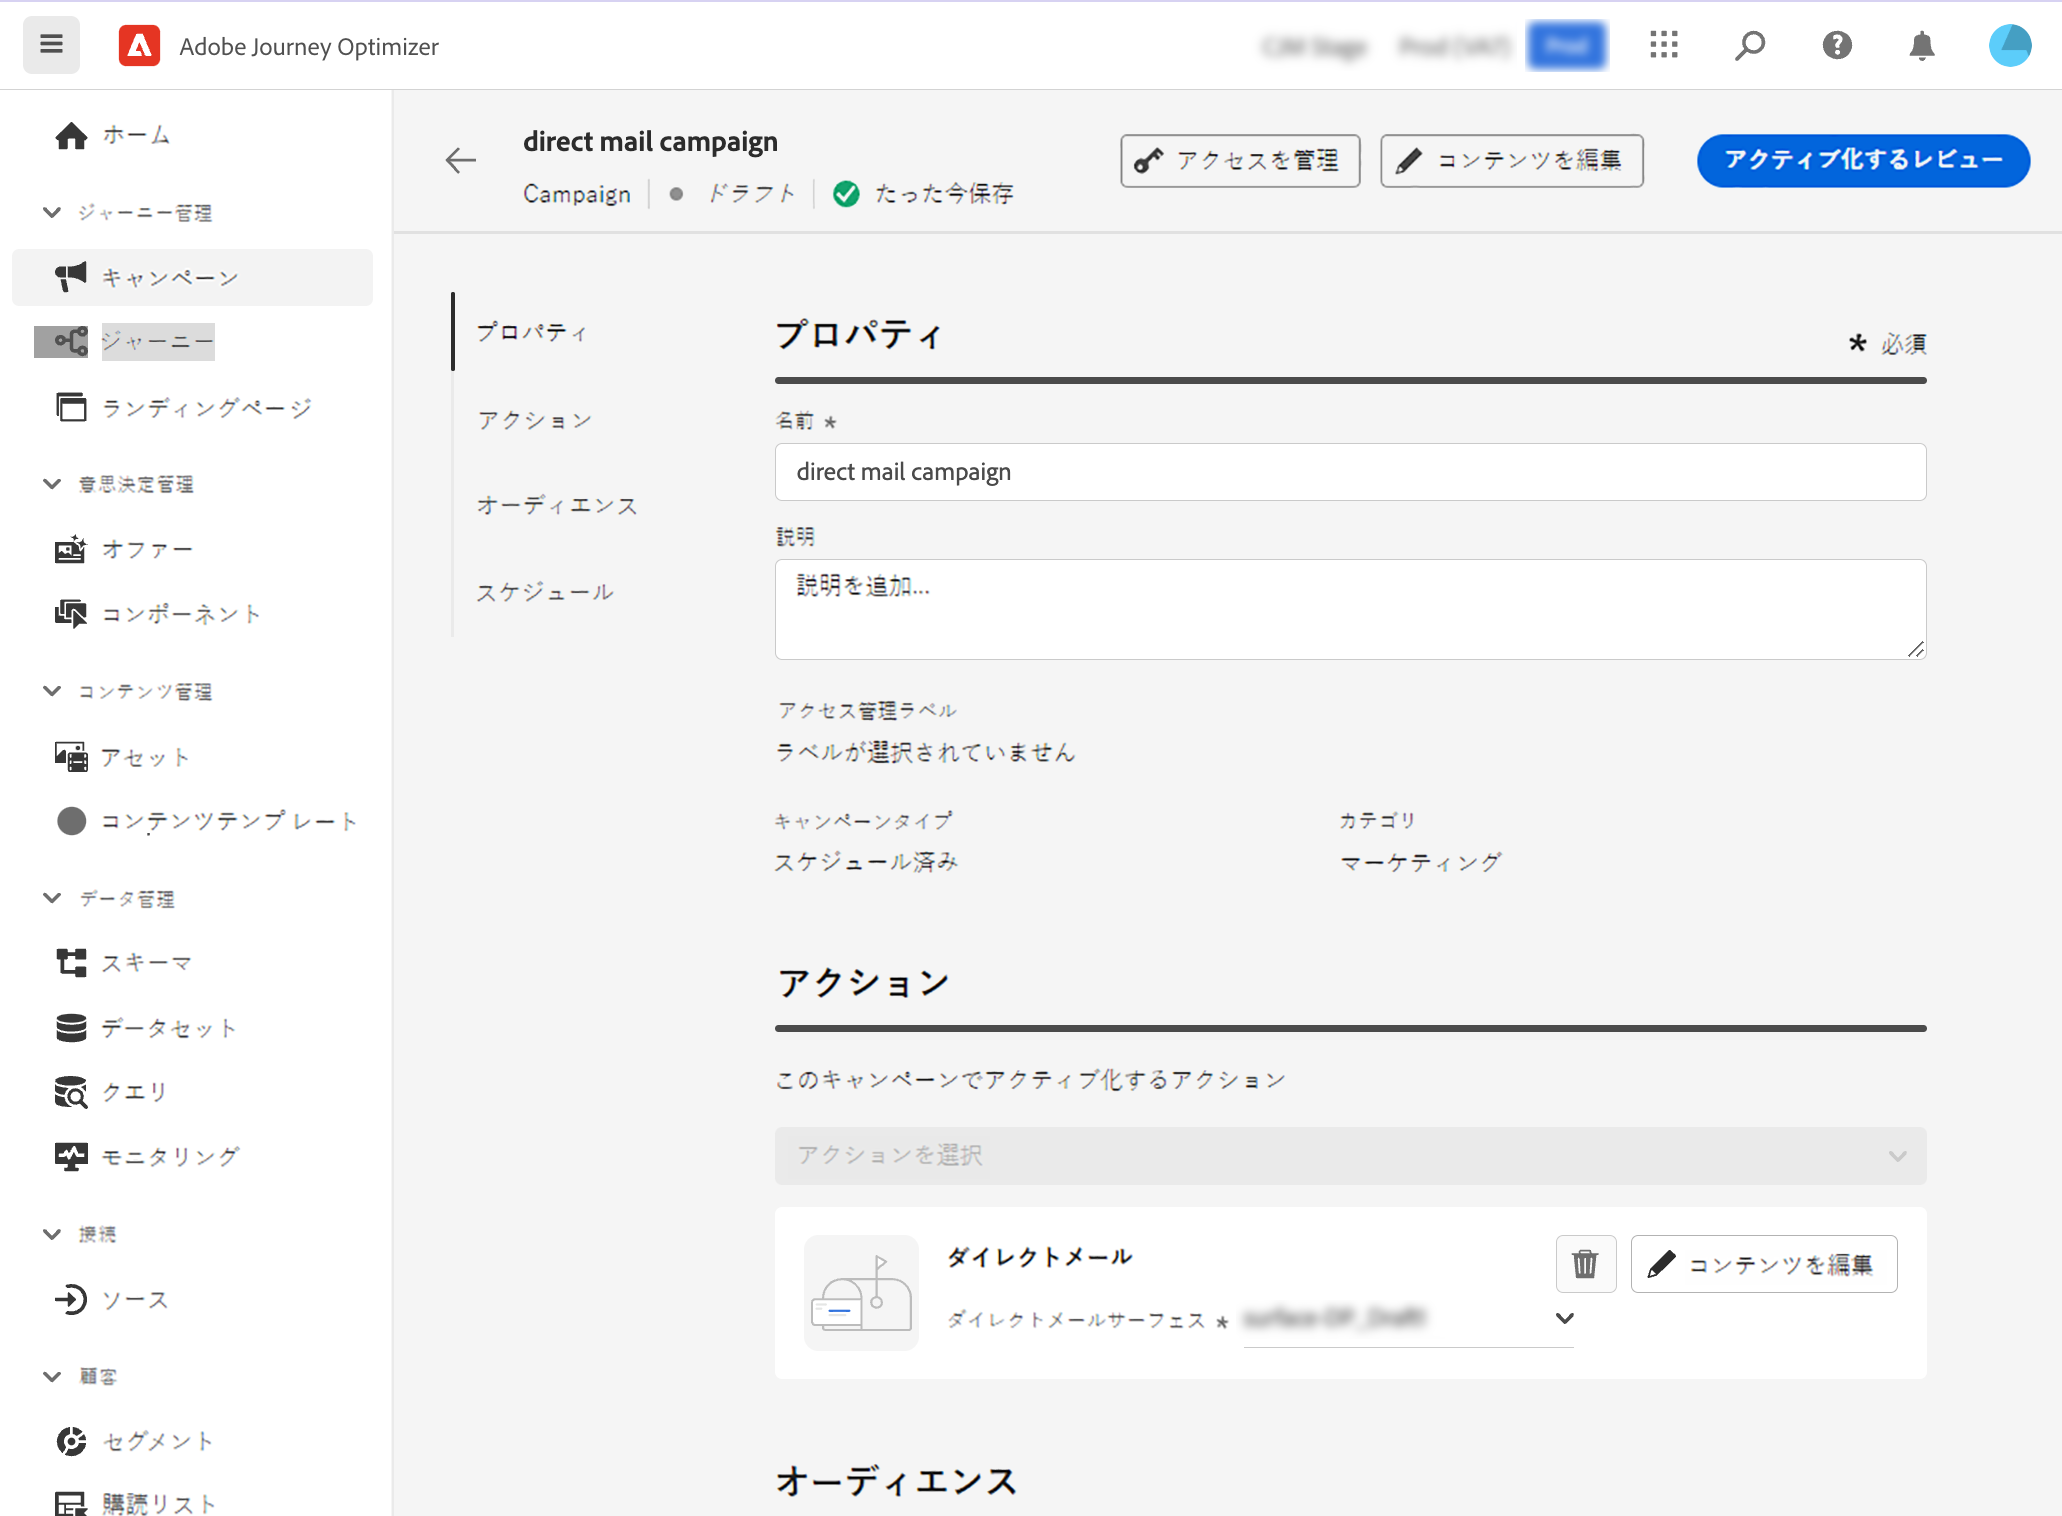 Adobe Journey Optimizer
ホーム
ジャーニー管理
キャンペーン
ジャーニー
ランディングページ
意思決定管理
オファー
コンポーネント
コンテンツ管理
アセット
コンテンツテンプレート
データ管理
スキーマ
データセット
クエリ
モニタリング
接続
ソース
顧客
セグメント
購読リスト
direct mail campaign
Campaign ドラフト たった今保存
アクセスを管理
コンテンツを編集
アクティブ化するレビュー
プロパティ
アクション
オーディエンス
スケジュール
プロパティ
* 必須
名前 *
direct mail campaign
説明
説明を追加...
アクセス管理ラベル
ラベルが選択されていません
キャンペーンタイプ
スケジュール済み
カテゴリ
マーケティング
アクション
このキャンペーンでアクティブ化するアクション
アクションを選択
ダイレクトメール
コンテンツを編集
ダイレクトメールサーフェス *
オーディエンス